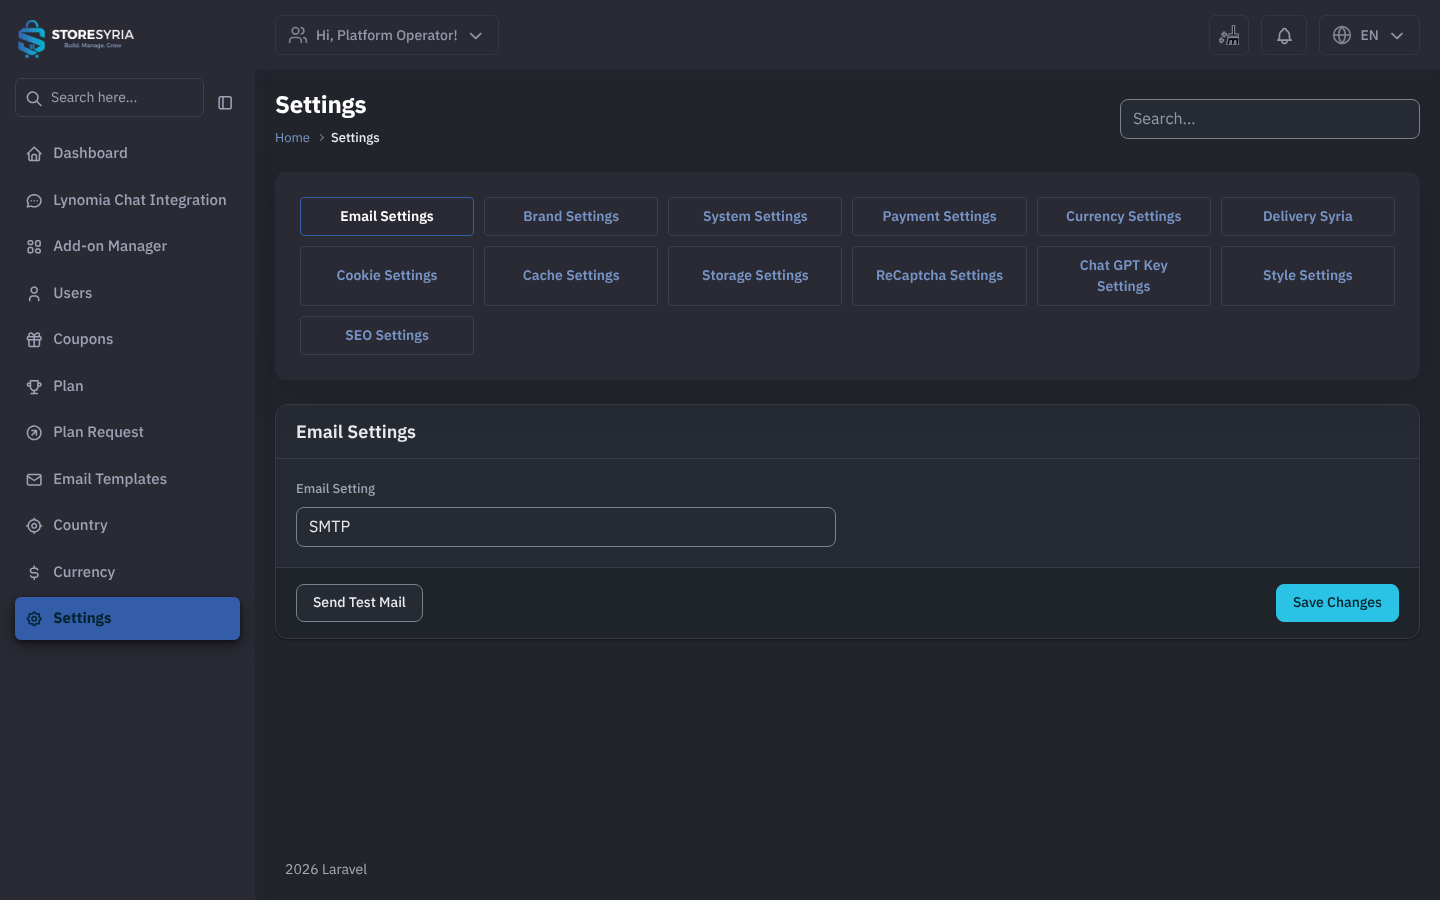 STORESYRIA
Build. Manage. Grow
Hi, Platform Operator!
EN
Search here...
Dashboard
Lynomia Chat Integration
Add-on Manager
Users
Coupons
Plan
Plan Request
Email Templates
Country
Currency
Settings
Settings
Home > Settings
Search...
Email Settings
Brand Settings
System Settings
Payment Settings
Currency Settings
Delivery Syria
Cookie Settings
Cache Settings
Storage Settings
ReCaptcha Settings
Chat GPT Key
Settings
Style Settings
SEO Settings
Email Settings
Email Setting
SMTP
Send Test Mail
Save Changes
2026 Laravel